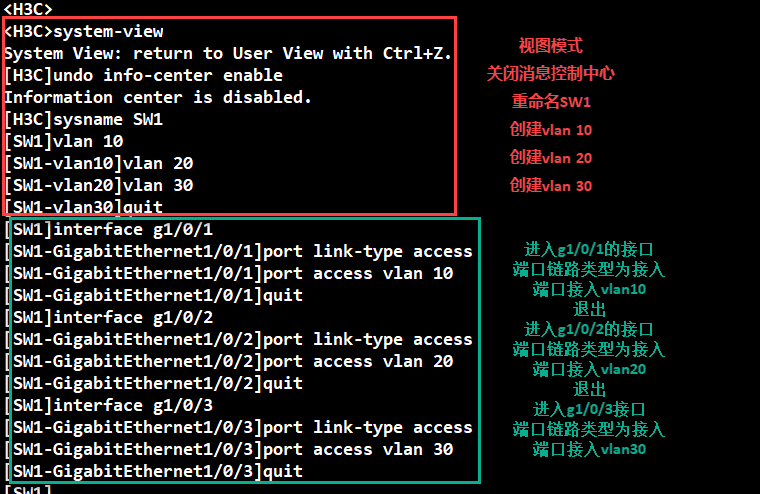 <H3C>
<H3C>system-view
System View: return to User View with Ctrl+Z.
[H3C]undo info-center enable
Information center is disabled.
[H3C]sysname SW1
[SW1]vlan 10
[SW1-vlan10]vlan 20
[SW1-vlan20]vlan 30
[SW1-vlan30]quit
视图模式
关闭消息控制中心
重命名SW1
创建vlan 10
创建vlan 20
创建vlan 30
[SW1]interface g1/0/1
[SW1-GigabitEthernet1/0/1]port link-type access
[SW1-GigabitEthernet1/0/1]port access vlan 10
[SW1-GigabitEthernet1/0/1]quit
[SW1]interface g1/0/2
[SW1-GigabitEthernet1/0/2]port link-type access
[SW1-GigabitEthernet1/0/2]port access vlan 20
[SW1-GigabitEthernet1/0/2]quit
[SW1]interface g1/0/3
[SW1-GigabitEthernet1/0/3]port link-type access
[SW1-GigabitEthernet1/0/3]port access vlan 30
[SW1-GigabitEthernet1/0/3]quit
[SW1]
进入g1/0/1的接口
端口链路类型为接入
端口接入vlan10
退出
进入g1/0/2的接口
端口链路类型为接入
端口接入vlan20
退出
进入g1/0/3接口
端口链路类型为接入
端口接入vlan30